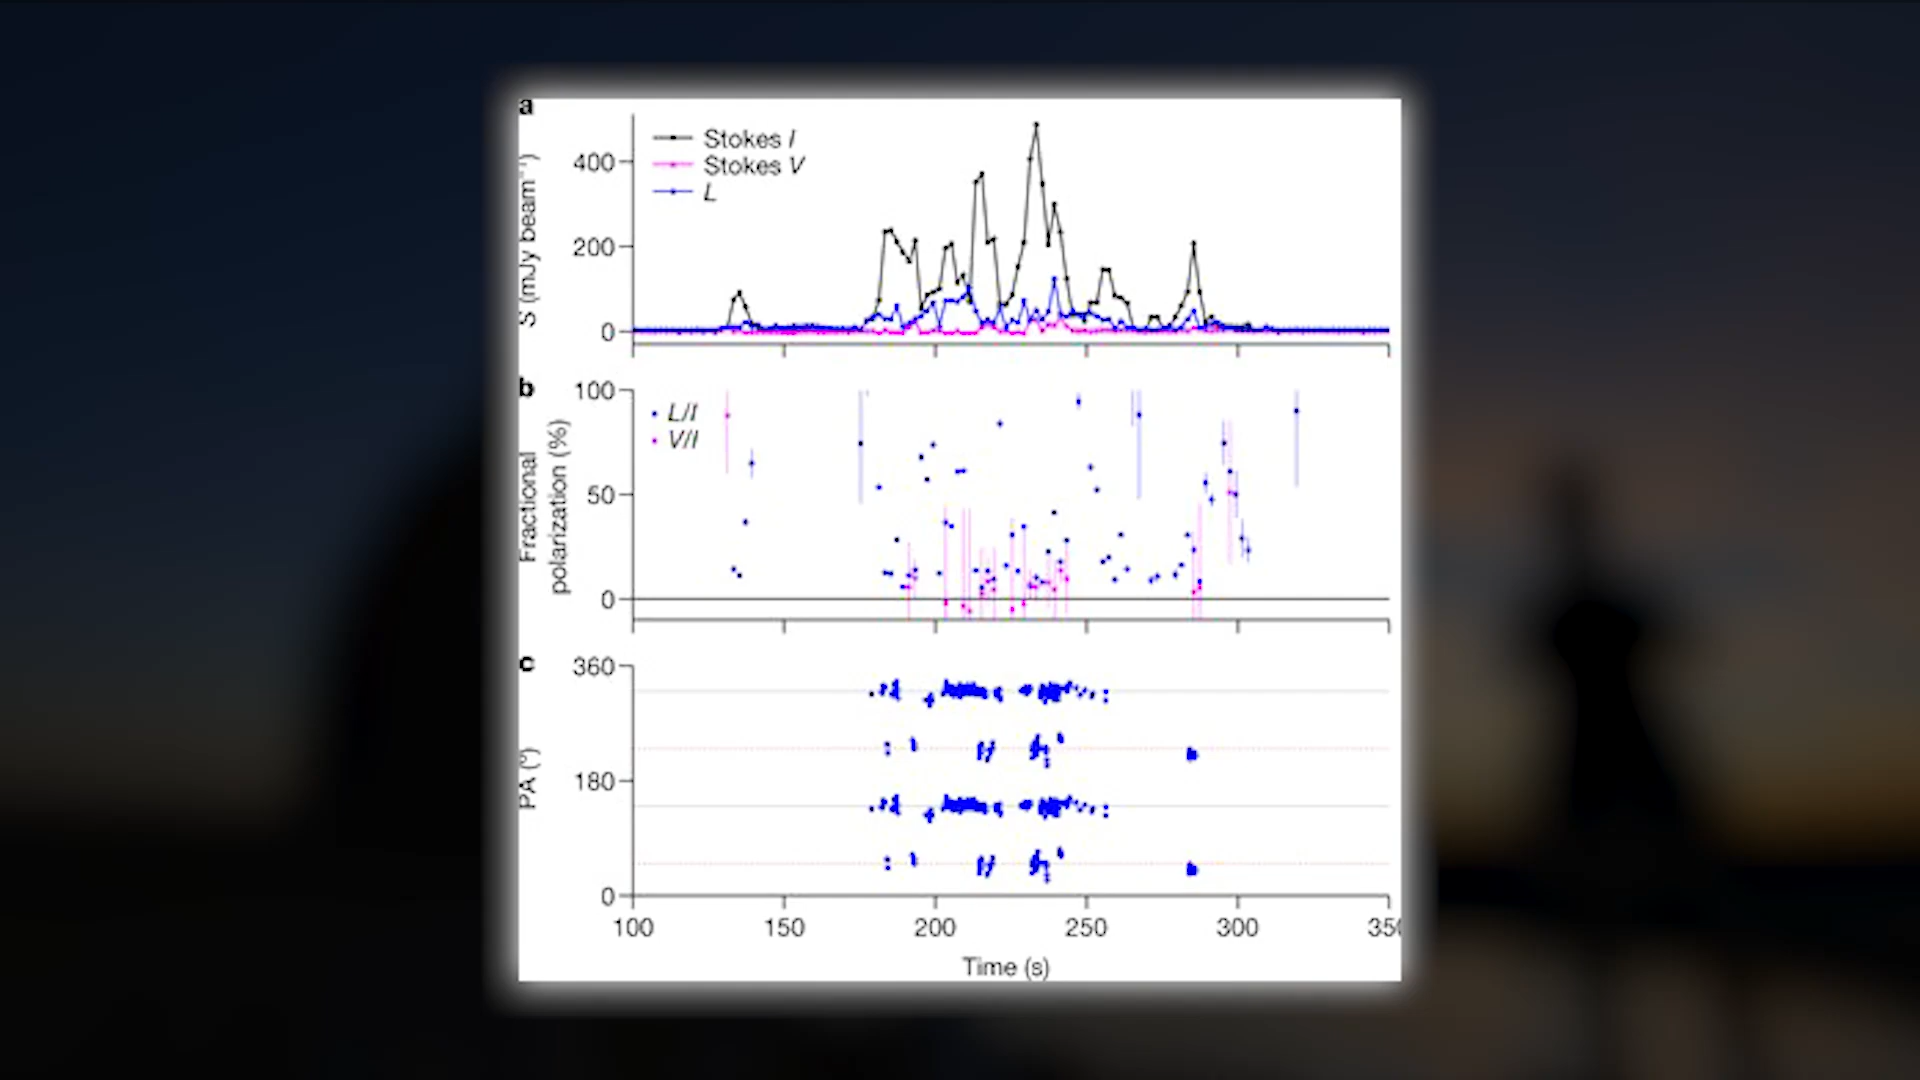 a
S (mJy beam⁻¹)
400
200
0
Stokes I
Stokes V
L
b
Fractional
polarization (%)
100
50
0
L/I
V/I
c
PA (°)
360
180
0
100 150 200 250 300 350
Time (s)